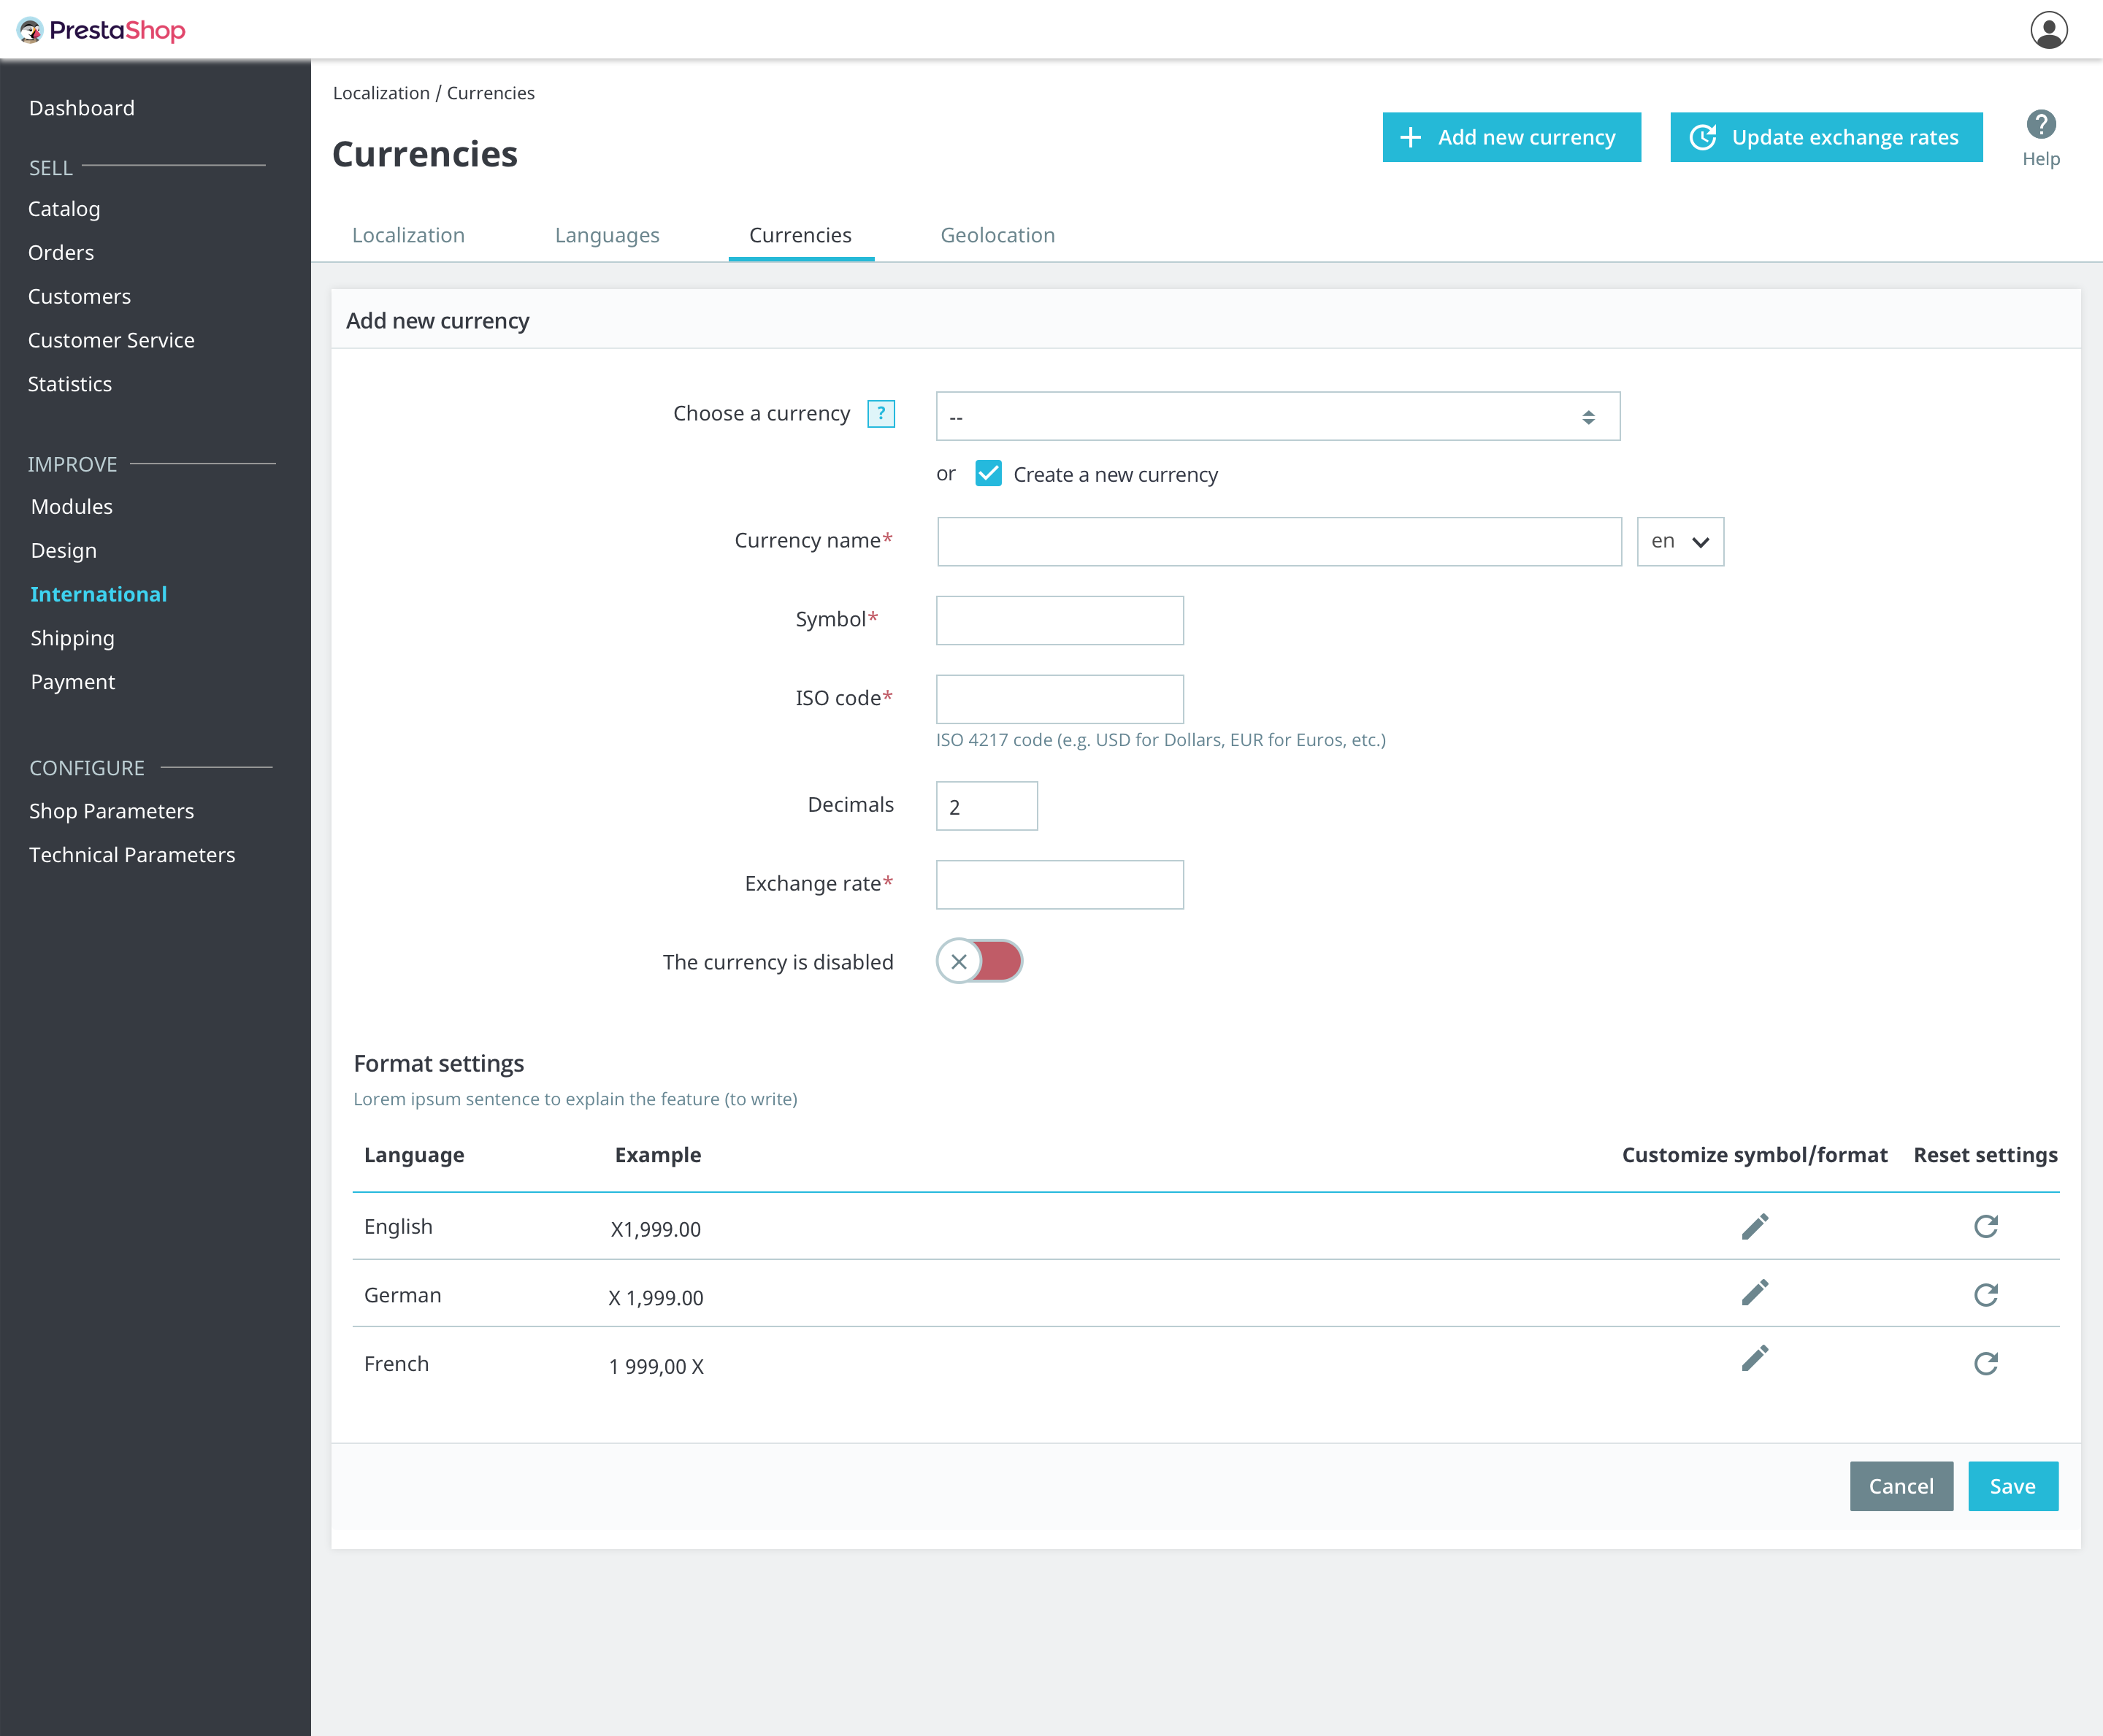 PrestaShop
Dashboard
SELL
Catalog
Orders
Customers
Customer Service
Statistics
IMPROVE
Modules
Design
International
Shipping
Payment
CONFIGURE
Shop Parameters
Technical Parameters
Localization / Currencies
Currencies
Add new currency
Update exchange rates
?
Help
Localization Languages Currencies Geolocation
Add new currency
Choose a currency ? --
or Create a new currency
Currency name* en
Symbol*
ISO code*
ISO 4217 code (e.g. USD for Dollars, EUR for Euros, etc.)
Decimals 2
Exchange rate*
The currency is disabled
Format settings
Lorem ipsum sentence to explain the feature (to write)
Language Example Customize symbol/format Reset settings
English X1,999.00
German X 1,999.00
French 1 999,00 X
Cancel Save